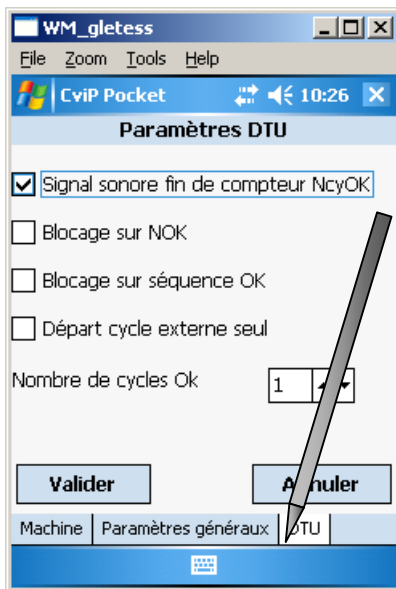 WM_gletess
File Zoom Tools Help
CviP Pocket 10:26
Paramètres DTU
Signal sonore fin de compteur NcyOK
Blocage sur NOK
Blocage sur séquence OK
Départ cycle externe seul
Nombre de cycles Ok 1
Valider Annuler
Machine Paramètres généraux DTU